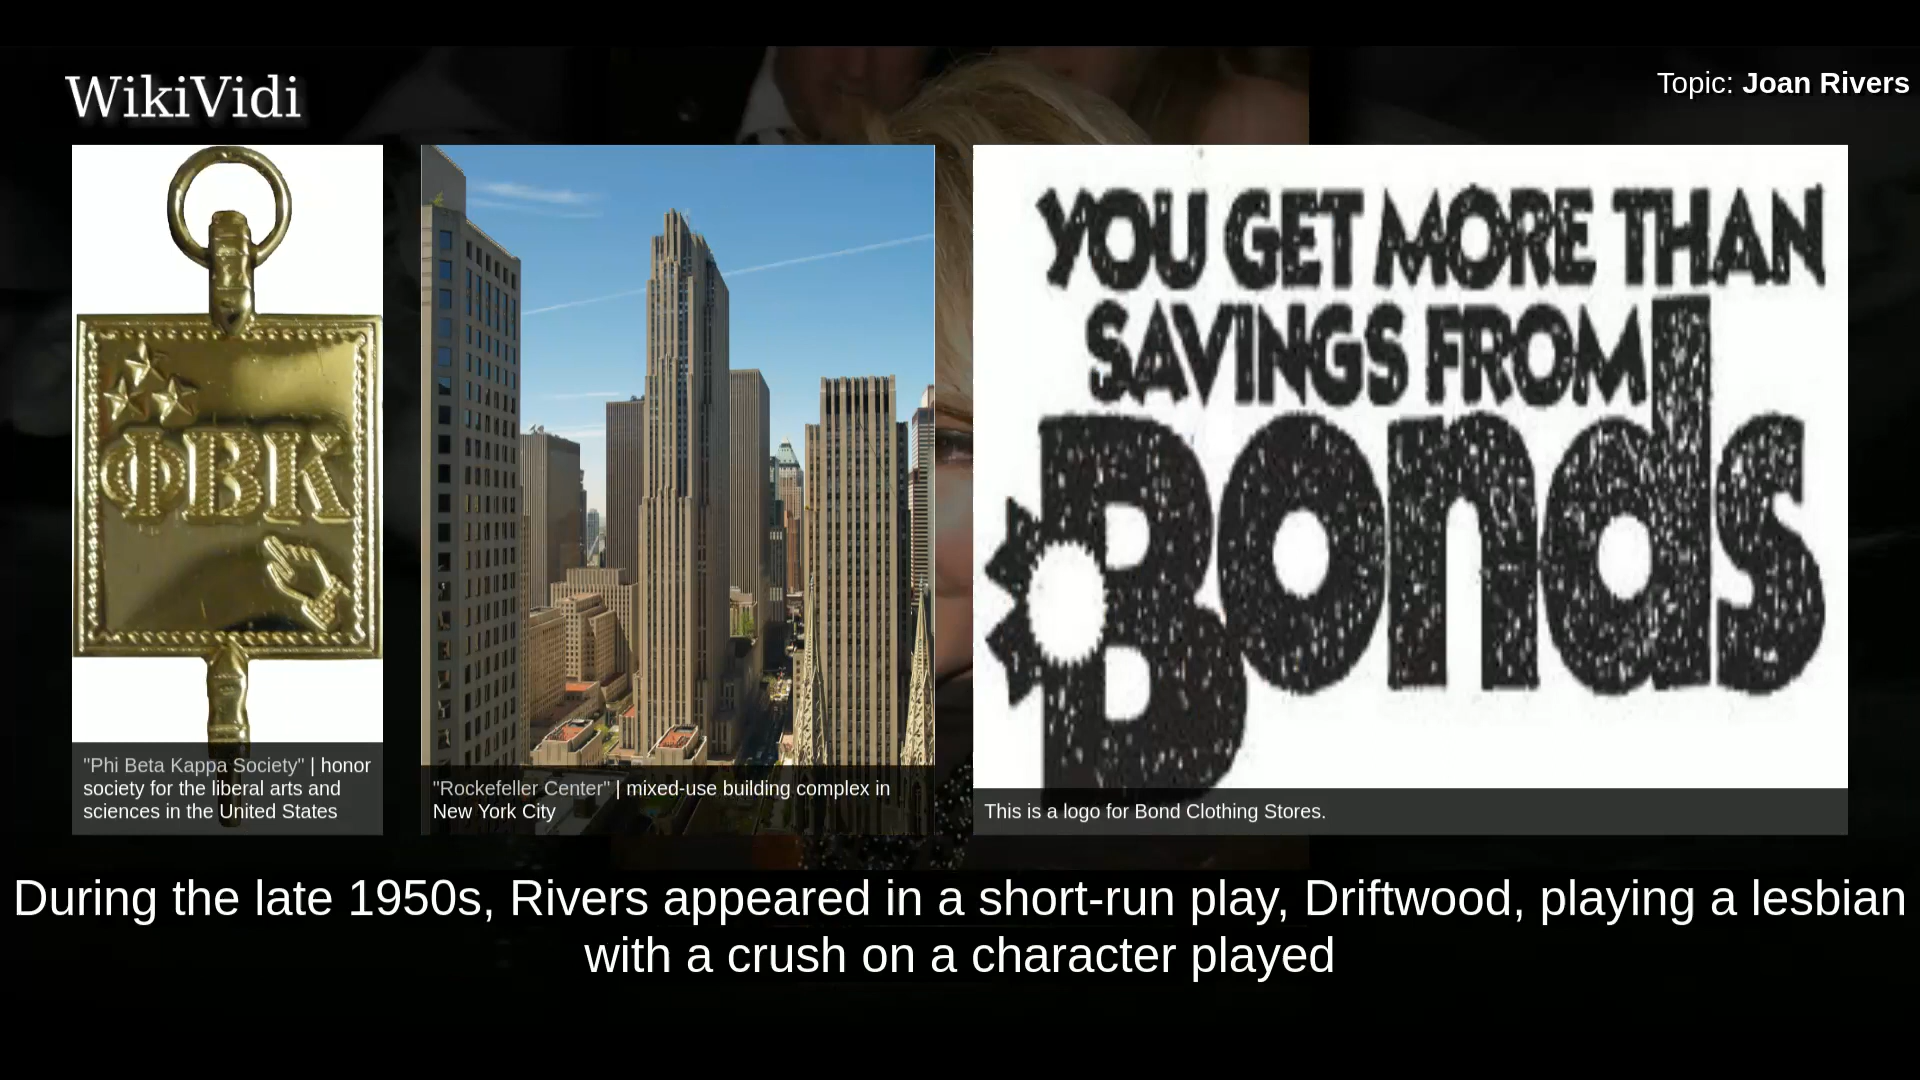 WikiVidi
Topic: Joan Rivers
ΦΒΚ
"Phi Beta Kappa Society" | honor
society for the liberal arts and
sciences in the United States
"Rockefeller Center" | mixed-use building complex in
New York City
YOU GET MORE THAN
SAVINGS FROM
Bonds
This is a logo for Bond Clothing Stores.
During the late 1950s, Rivers appeared in a short-run play, Driftwood, playing a lesbian
with a crush on a character played